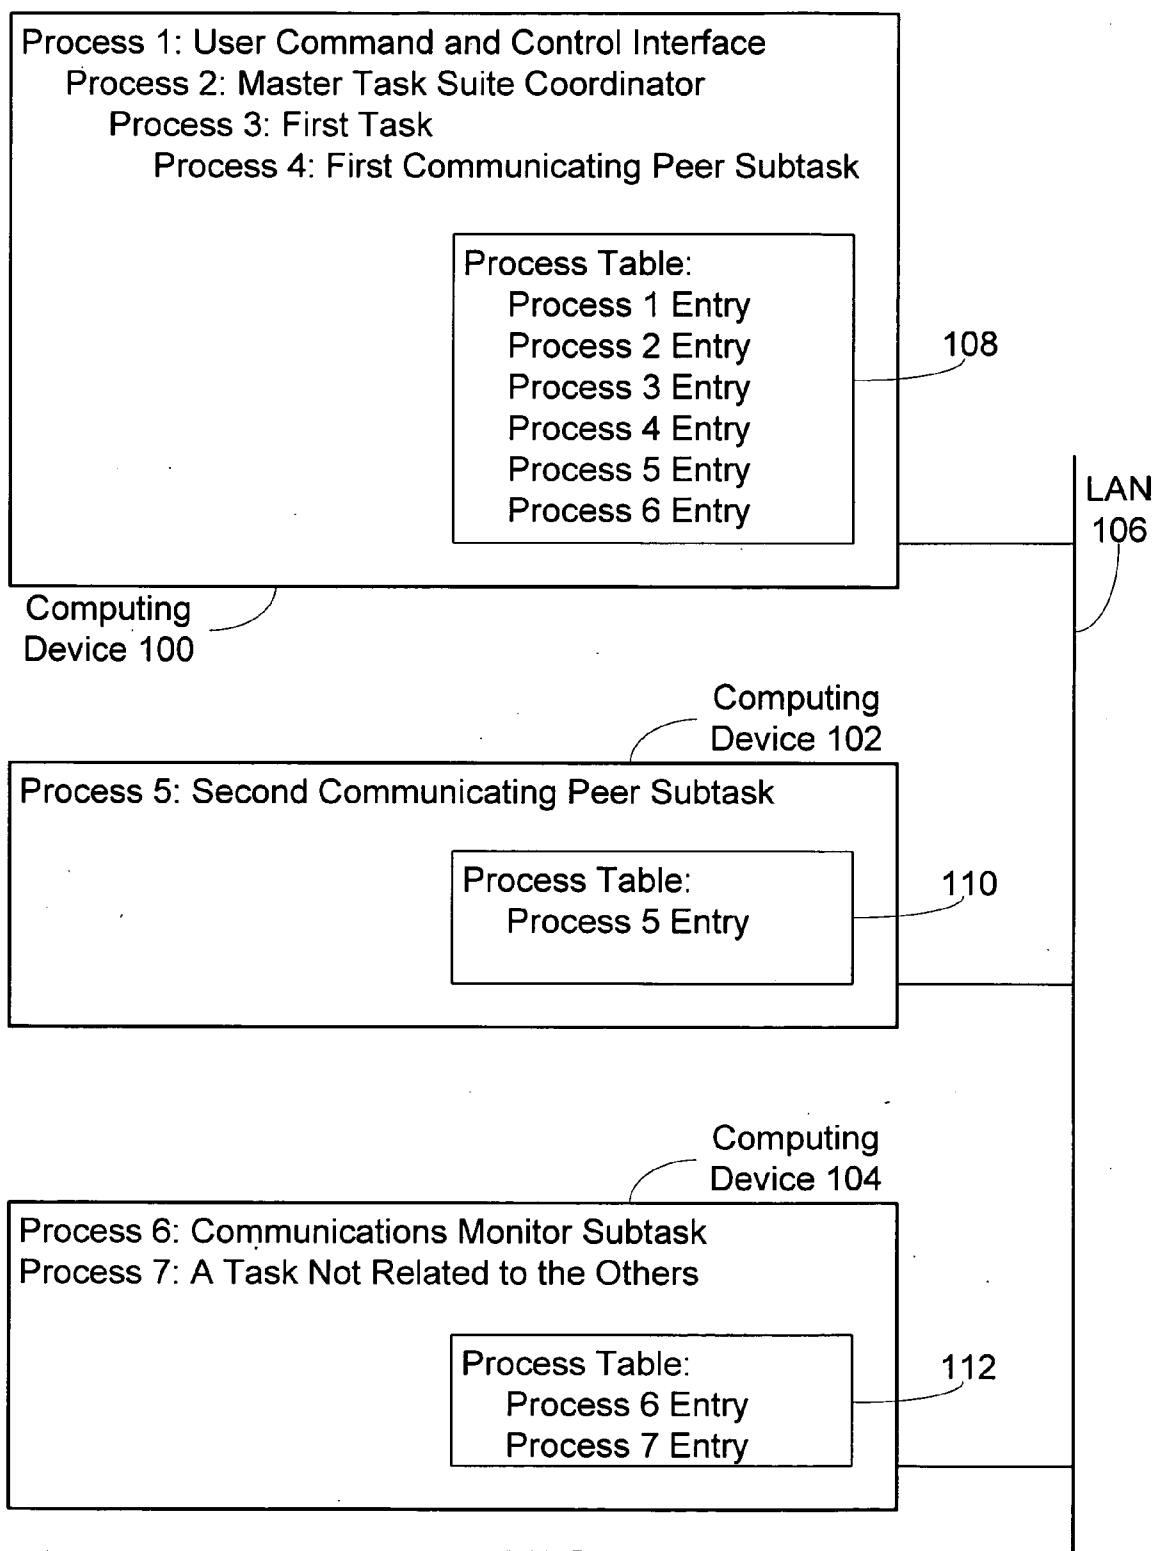 Process 1: User Command and Control Interface
Process 2: Master Task Suite Coordinator
Process 3: First Task
Process 4: First Communicating Peer Subtask
Process Table:
Process 1 Entry
Process 2 Entry
Process 3 Entry
Process 4 Entry
Process 5 Entry
Process 6 Entry
108
LAN
106
Computing
Device 100
Computing
Device 102
Process 5: Second Communicating Peer Subtask
Process Table:
Process 5 Entry
110
Computing
Device 104
Process 6: Communications Monitor Subtask
Process 7: A Task Not Related to the Others
Process Table:
Process 6 Entry
Process 7 Entry
112